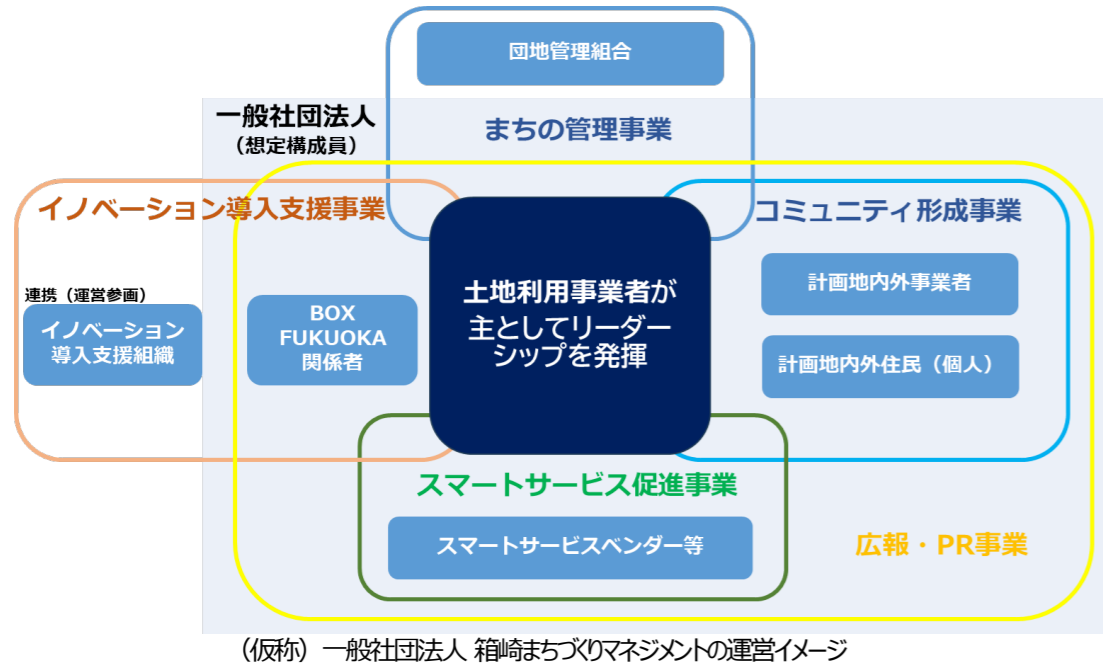 団地管理組合
一般社団法人
（想定構成員）
まちの管理事業
イノベーション導入支援事業
コミュニティ形成事業
連携（運営参画）
イノベーション
導入支援組織
BOX
FUKUOKA
関係者
土地利用事業者が
主としてリーダー
シップを発揮
計画地内外事業者
計画地内外住民（個人）
スマートサービス促進事業
スマートサービスベンダー等
広報・PR事業
（仮称）一般社団法人 箱崎まちづくりマネジメントの運営イメージ